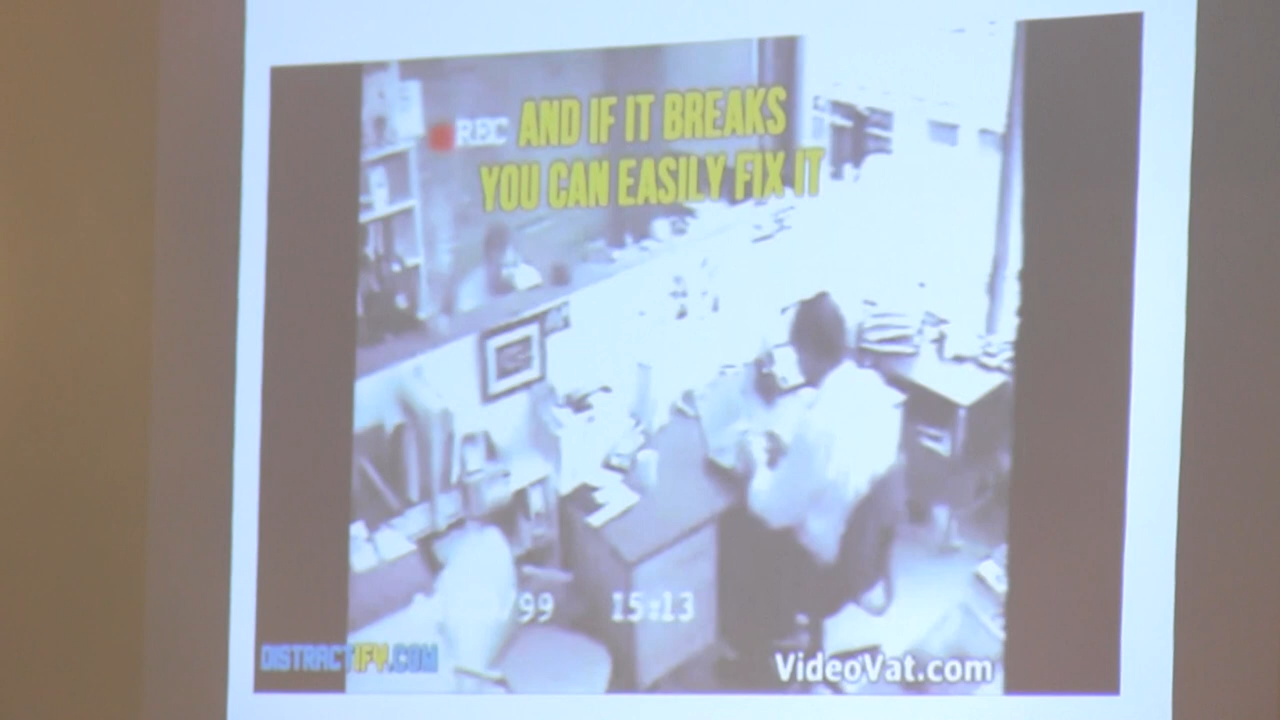 REC AND IF IT BREAKS
YOU CAN EASILY FIX IT
/99 15:13
DISTRACTIFY.COM
VideoVat.com